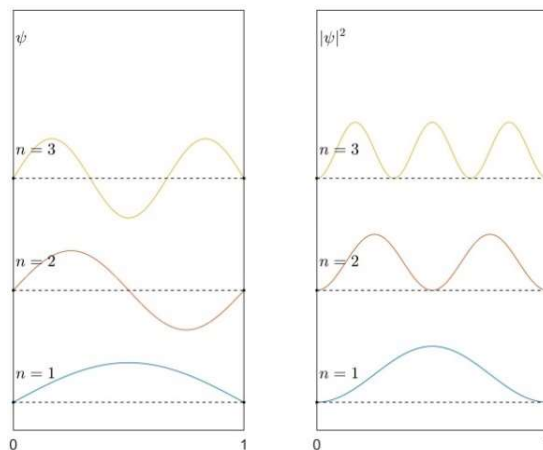 ψ
n = 3
n = 2
n = 1
0 1
|ψ|²
n = 3
n = 2
n = 1
0